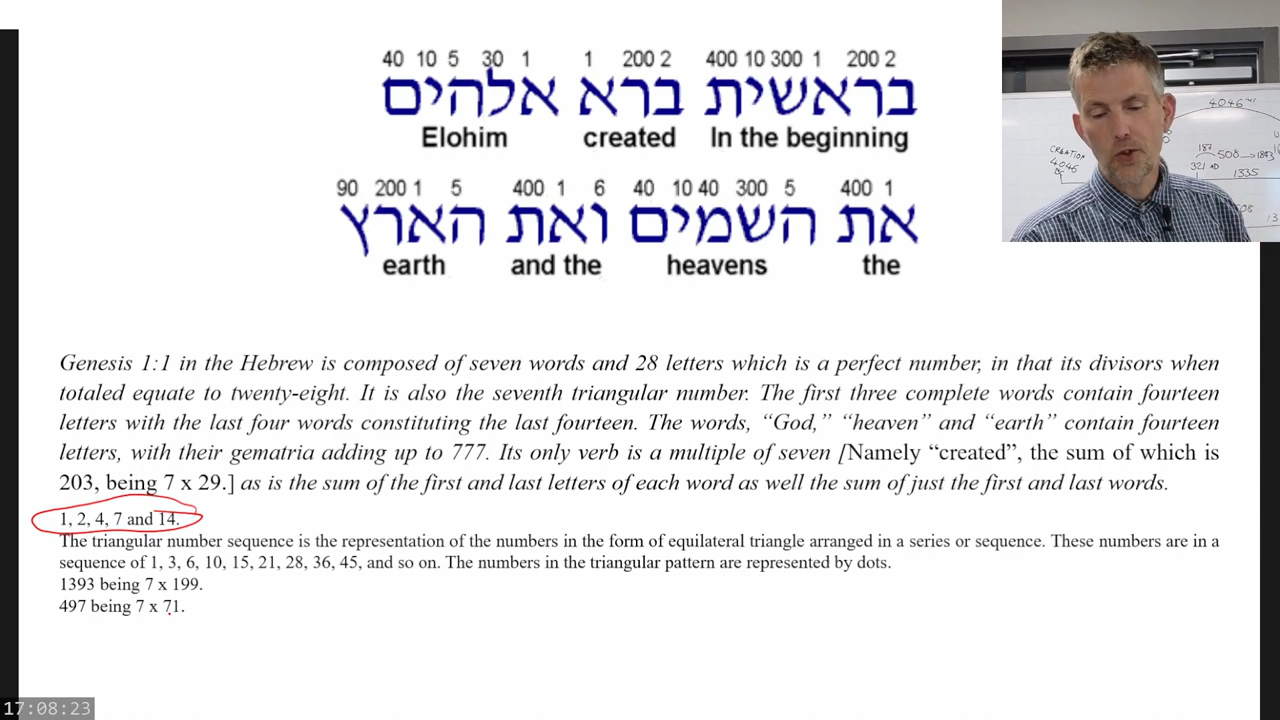 40 10 5 30 1 1 200 2 400 10 300 1 200 2
בראשית ברא אלהים
Elohim created In the beginning
90 200 1 5 400 1 6 40 10 40 300 5 400 1
את השמים ואת הארץ
earth and the heavens the
Genesis 1:1 in the Hebrew is composed of seven words and 28 letters which is a perfect number, in that its divisors when
totaled equate to twenty-eight. It is also the seventh triangular number. The first three complete words contain fourteen
letters with the last four words constituting the last fourteen. The words, “God,” “heaven” and “earth” contain fourteen
letters, with their gematria adding up to 777. Its only verb is a multiple of seven [Namely “created”, the sum of which is
203, being 7 x 29.] as is the sum of the first and last letters of each word as well the sum of just the first and last words.
1, 2, 4, 7 and 14.
The triangular number sequence is the representation of the numbers in the form of equilateral triangle arranged in a series or sequence. These numbers are in a
sequence of 1, 3, 6, 10, 15, 21, 28, 36, 45, and so on. The numbers in the triangular pattern are represented by dots.
1393 being 7 x 199.
497 being 7 x 71.
4046
CREATION
4046
187
508 → 1843
321 AD
1335
17:08:23